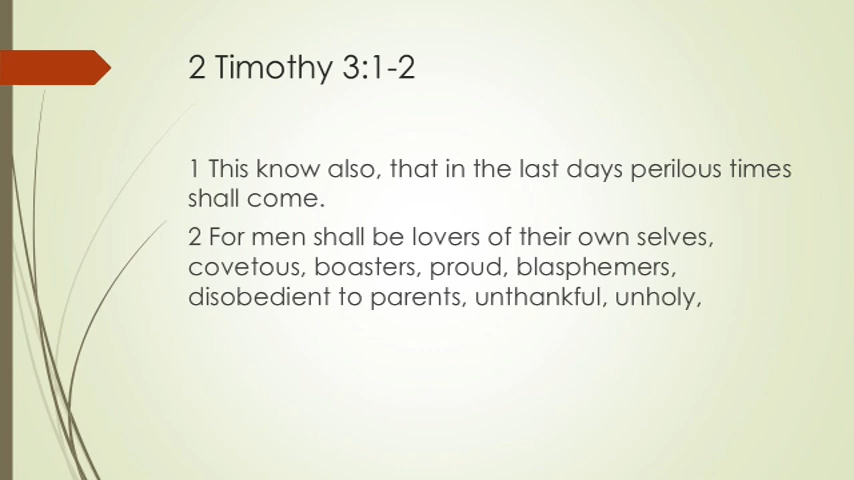 2 Timothy 3:1-2
1 This know also, that in the last days perilous times
shall come.
2 For men shall be lovers of their own selves,
covetous, boasters, proud, blasphemers,
disobedient to parents, unthankful, unholy,